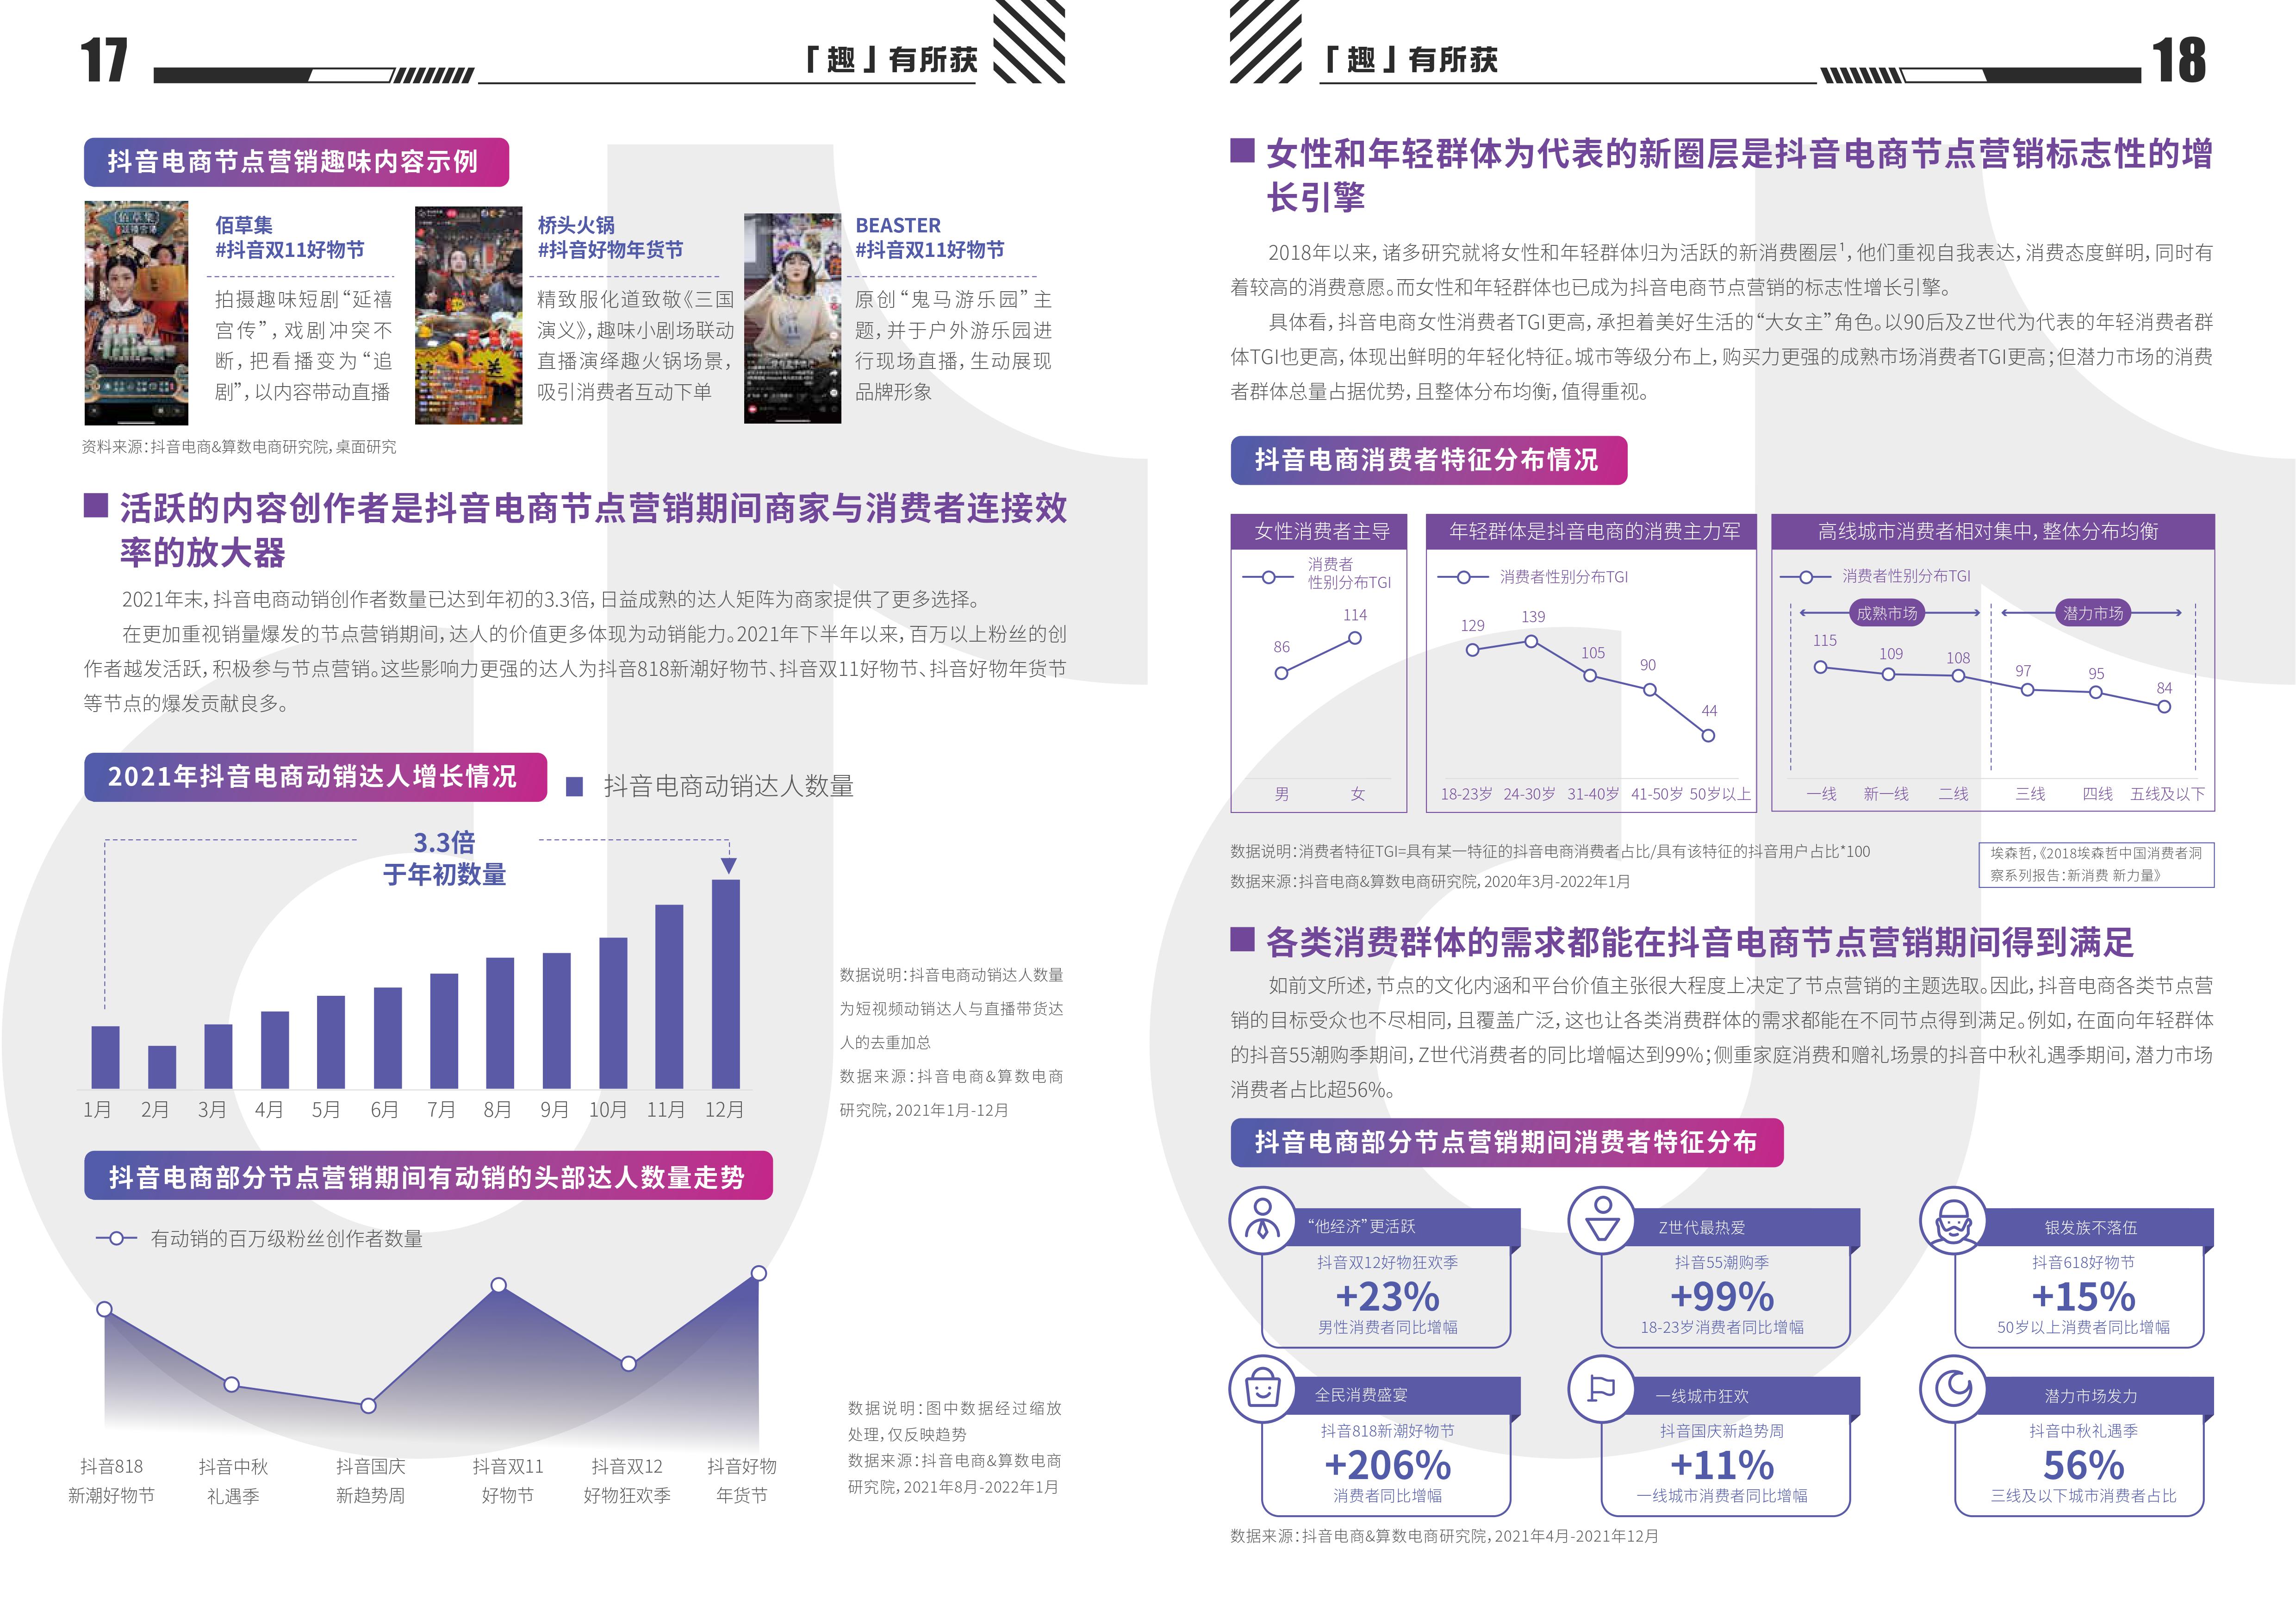 17
「趣」有所获
抖音电商节点营销趣味内容示例
佰草集
#抖音双11好物节
拍摄趣味短剧“延禧
宫传”，戏剧冲突不
断，把看播变为“追
剧”，以内容带动直播
桥头火锅
#抖音好物年货节
精致服化道致敬《三国
演义》，趣味小剧场联动
直播演绎趣火锅场景，
吸引消费者互动下单
BEASTER
#抖音双11好物节
原创“鬼马游乐园”主
题，并于户外游乐园进
行现场直播，生动展现
品牌形象
资料来源：抖音电商&算数电商研究院，桌面研究
活跃的内容创作者是抖音电商节点营销期间商家与消费者连接效
率的放大器
2021年末，抖音电商动销创作者数量已达到年初的3.3倍，日益成熟的达人矩阵为商家提供了更多选择。
在更加重视销量爆发的节点营销期间，达人的价值更多体现为动销能力。2021年下半年以来，百万以上粉丝的创
作者越发活跃，积极参与节点营销。这些影响力更强的达人为抖音818新潮好物节、抖音双11好物节、抖音好物年货节
等节点的爆发贡献良多。
2021年抖音电商动销达人增长情况
抖音电商动销达人数量
3.3倍
于年初数量
1月 2月 3月 4月 5月 6月 7月 8月 9月 10月 11月 12月
数据说明：抖音电商动销达人数量
为短视频动销达人与直播带货达
人的去重加总
数据来源：抖音电商&算数电商
研究院，2021年1月-12月
抖音电商部分节点营销期间有动销的头部达人数量走势
有动销的百万级粉丝创作者数量
抖音818 抖音中秋 抖音国庆 抖音双11 抖音双12 抖音好物
新潮好物节 礼遇季 新趋势周 好物节 好物狂欢季 年货节
数据说明：图中数据经过缩放
处理，仅反映趋势
数据来源：抖音电商&算数电商
研究院，2021年8月-2022年1月
「趣」有所获
18
女性和年轻群体为代表的新圈层是抖音电商节点营销标志性的增
长引擎
2018年以来，诸多研究就将女性和年轻群体归为活跃的新消费圈层¹，他们重视自我表达，消费态度鲜明，同时有
着较高的消费意愿。而女性和年轻群体也已成为抖音电商节点营销的标志性增长引擎。
具体看，抖音电商女性消费者TGI更高，承担着美好生活的“大女主”角色。以90后及Z世代为代表的年轻消费者群
体TGI也更高，体现出鲜明的年轻化特征。城市等级分布上，购买力更强的成熟市场消费者TGI更高；但潜力市场的消费
者群体总量占据优势，且整体分布均衡，值得重视。
抖音电商消费者特征分布情况
女性消费者主导
消费者
性别分布TGI
86 114
男 女
年轻群体是抖音电商的消费主力军
消费者性别分布TGI
129 139 105 90 44
18-23岁 24-30岁 31-40岁 41-50岁 50岁以上
高线城市消费者相对集中，整体分布均衡
消费者性别分布TGI
成熟市场 潜力市场
115 109 108 97 95 84
一线 新一线 二线 三线 四线 五线及以下
数据说明：消费者特征TGI=具有某一特征的抖音电商消费者占比/具有该特征的抖音用户占比*100
数据来源：抖音电商&算数电商研究院，2020年3月-2022年1月
埃森哲，《2018埃森哲中国消费者洞
察系列报告：新消费 新力量》
各类消费群体的需求都能在抖音电商节点营销期间得到满足
如前文所述，节点的文化内涵和平台价值主张很大程度上决定了节点营销的主题选取。因此，抖音电商各类节点营
销的目标受众也不尽相同，且覆盖广泛，这也让各类消费群体的需求都能在不同节点得到满足。例如，在面向年轻群体
的抖音55潮购季期间，Z世代消费者的同比增幅达到99%；侧重家庭消费和赠礼场景的抖音中秋礼遇季期间，潜力市场
消费者占比超56%。
抖音电商部分节点营销期间消费者特征分布
“他经济”更活跃
抖音双12好物狂欢季
+23%
男性消费者同比增幅
Z世代最热爱
抖音55潮购季
+99%
18-23岁消费者同比增幅
银发族不落伍
抖音618好物节
+15%
50岁以上消费者同比增幅
全民消费盛宴
抖音818新潮好物节
+206%
消费者同比增幅
一线城市狂欢
抖音国庆新趋势周
+11%
一线城市消费者同比增幅
潜力市场发力
抖音中秋礼遇季
56%
三线及以下城市消费者占比
数据来源：抖音电商&算数电商研究院，2021年4月-2021年12月